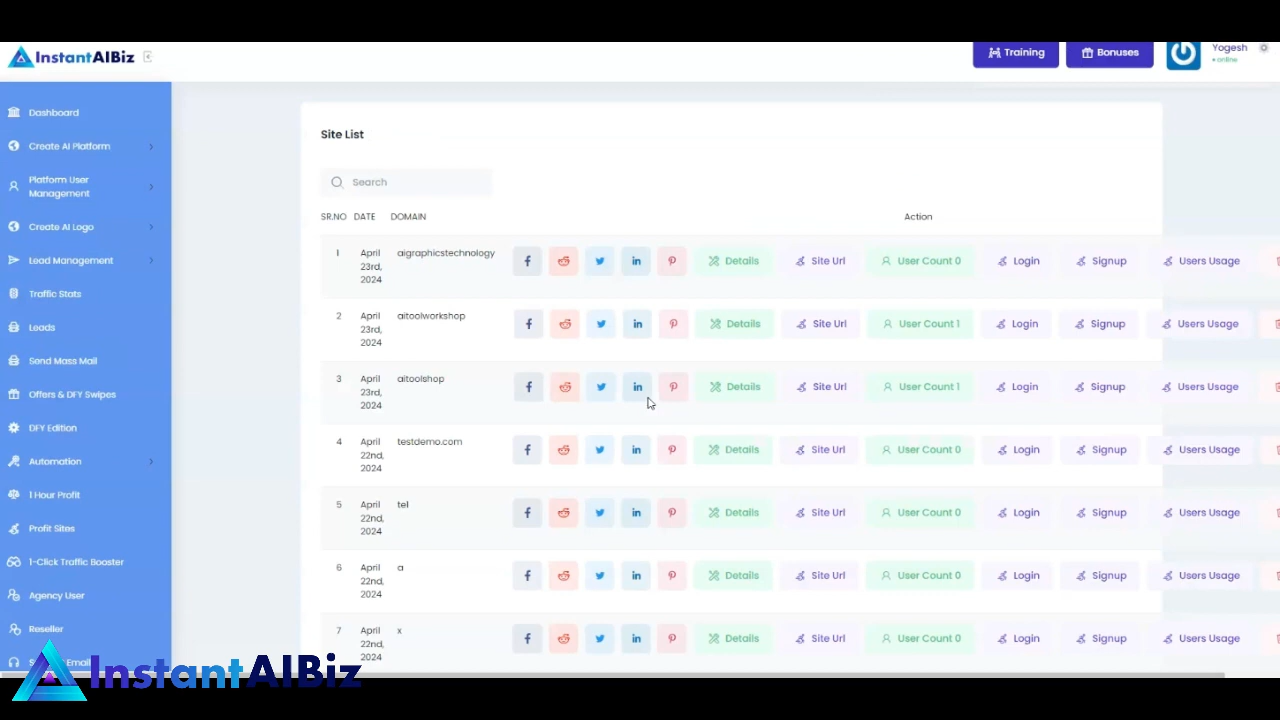 InstantAIBiz
Training
Bonuses
Yogesh
online
Dashboard
Create AI Platform
Platform User
Management
Create AI Logo
Lead Management
Traffic Stats
Leads
Send Mass Mail
Offers & DFY Swipes
DFY Edition
Automation
1 Hour Profit
Profit Sites
1-Click Traffic Booster
Agency User
Reseller
Site List
Search
SR.NO DATE DOMAIN Action
1 April 23rd, 2024 aigraphicstechnology Details Site Url User Count 0 Login Signup Users Usage
2 April 23rd, 2024 aitoolworkshop Details Site Url User Count 1 Login Signup Users Usage
3 April 23rd, 2024 aitoolshop Details Site Url User Count 1 Login Signup Users Usage
4 April 22nd, 2024 testdemo.com Details Site Url User Count 0 Login Signup Users Usage
5 April 22nd, 2024 tel Details Site Url User Count 0 Login Signup Users Usage
6 April 22nd, 2024 a Details Site Url User Count 0 Login Signup Users Usage
7 April 22nd, 2024 x Details Site Url User Count 0 Login Signup Users Usage
InstantAIBiz